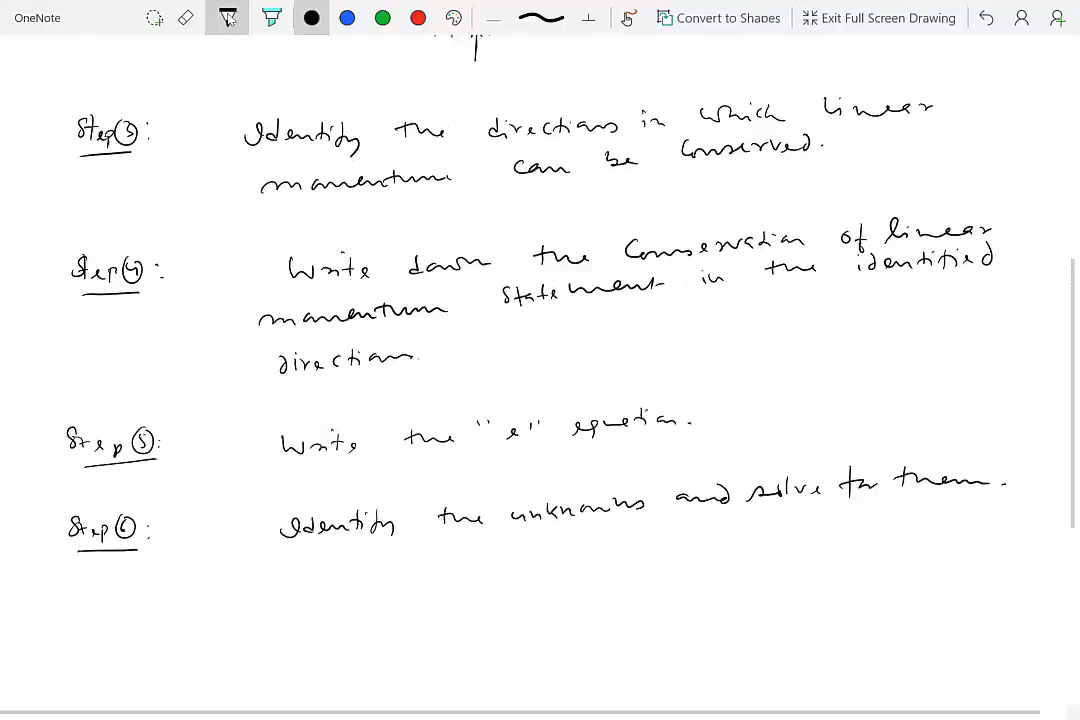 OneNote
Convert to Shapes
Exit Full Screen Drawing
Step(3): Identify the directions in which linear
momentum can be conserved.
Step(4): Write down the Conservation of linear
momentum statement in the identified
directions.
Step(5): Write the "e" equation.
Step(6): Identify the unknowns and solve for them.